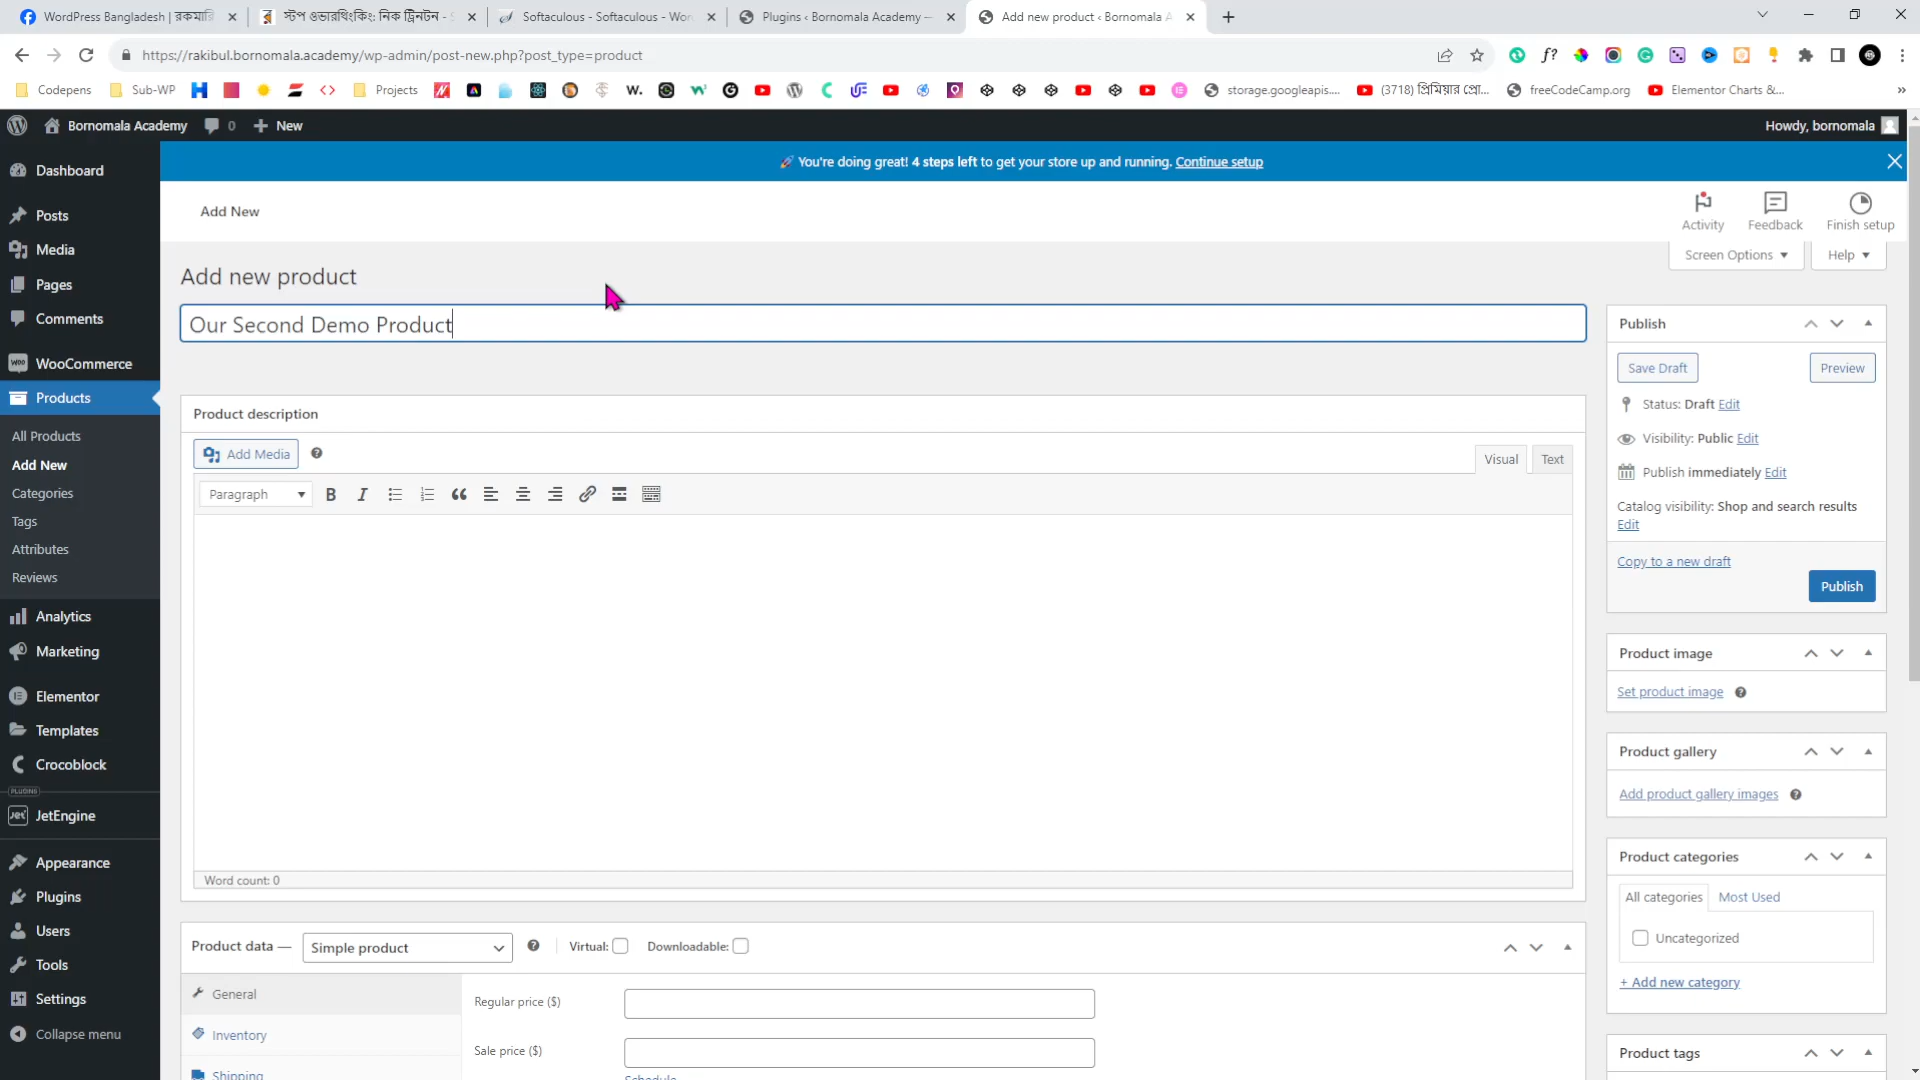 WordPress Bangladesh | রকমারি
স্টপ ওভারথিংকিং: নিক ট্রিনটন - 
Softaculous - Softaculous - Wor
Plugins ‹ Bornomala Academy —
Add new product ‹ Bornomala A
https://rakibul.bornomala.academy/wp-admin/post-new.php?post_type=product
Codepens
Sub-WP
Projects
storage.googleapis....
(3718) প্রিমিয়ার প্রো...
freeCodeCamp.org
Elementor Charts &...
Bornomala Academy
0
New
Howdy, bornomala
You're doing great! 4 steps left to get your store up and running. Continue setup
Add New
Activity
Feedback
Finish setup
Screen Options
Help
Dashboard
Posts
Media
Pages
Comments
WooCommerce
Products
All Products
Add New
Categories
Tags
Attributes
Reviews
Analytics
Marketing
Elementor
Templates
Crocoblock
PLUGINS
JetEngine
Appearance
Plugins
Users
Tools
Settings
Collapse menu
Add new product
Our Second Demo Product
Product description
Add Media
Visual
Text
Paragraph
Word count: 0
Product data —
Simple product
Virtual:
Downloadable:
General
Inventory
Shipping
Regular price ($)
Sale price ($)
Schedule
Publish
Save Draft
Preview
Status: Draft Edit
Visibility: Public Edit
Publish immediately Edit
Catalog visibility: Shop and search results
Edit
Copy to a new draft
Publish
Product image
Set product image
Product gallery
Add product gallery images
Product categories
All categories
Most Used
Uncategorized
+ Add new category
Product tags